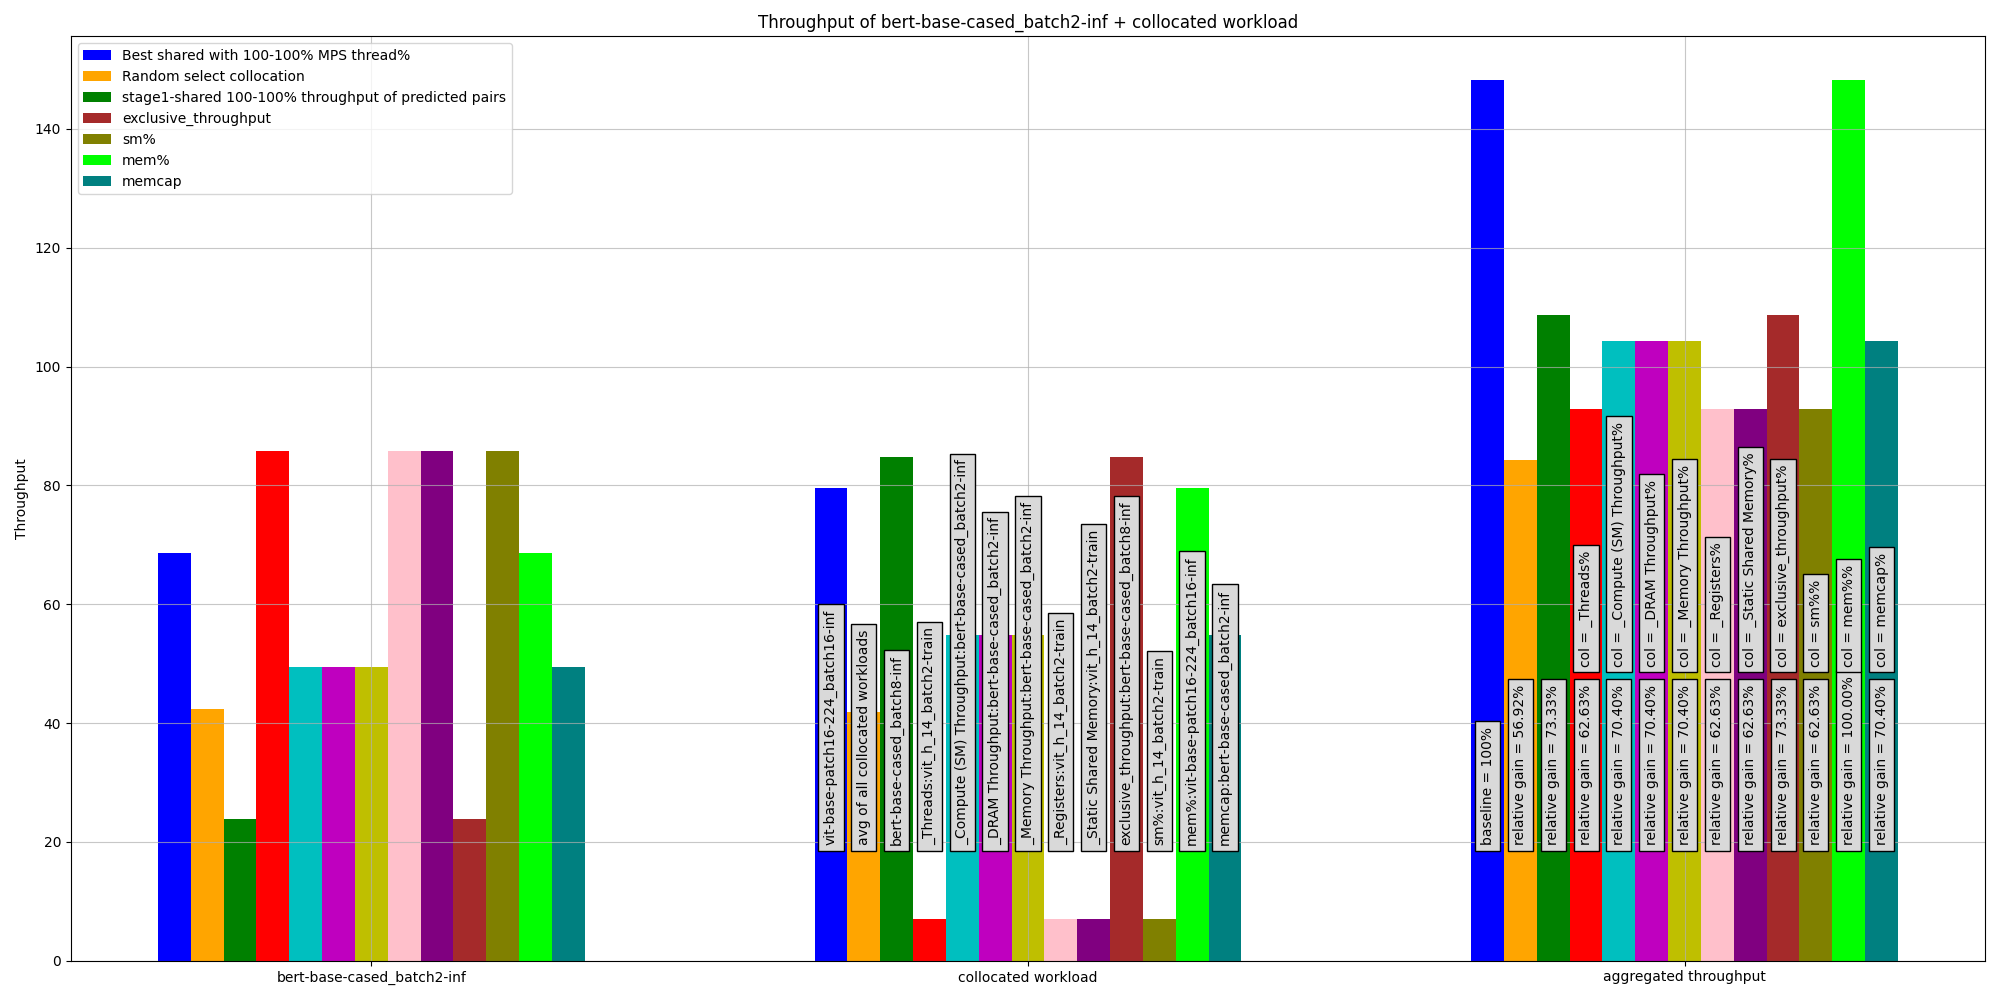 Throughput of bert-base-cased_batch2-inf + collocated workload
Best shared with 100-100% MPS thread%
Random select collocation
stage1-shared 100-100% throughput of predicted pairs
exclusive_throughput
sm%
mem%
memcap
Throughput
140
120
100
80
60
40
20
0
vit-base-patch16-224_batch16-inf
avg of all collocated workloads
bert-base-cased_batch8-inf
_Threads:vit_h_14_batch2-train
_Compute (SM) Throughput:bert-base-cased_batch2-inf
_DRAM Throughput:bert-base-cased_batch2-inf
_Memory Throughput:bert-base-cased_batch2-inf
_Registers:vit_h_14_batch2-train
_Static Shared Memory:vit_h_14_batch2-train
exclusive_throughput:bert-base-cased_batch8-inf
sm%:vit_h_14_batch2-train
mem%:vit-base-patch16-224_batch16-inf
memcap:bert-base-cased_batch2-inf
col = _Threads%
col = _Compute (SM) Throughput%
col = _DRAM Throughput%
col = _Memory Throughput%
col = _Registers%
col = _Static Shared Memory%
col = exclusive_throughput%
col = sm%%
col = mem%%
col = memcap%
baseline = 100%
relative gain = 56.92%
relative gain = 73.33%
relative gain = 62.63%
relative gain = 70.40%
relative gain = 70.40%
relative gain = 70.40%
relative gain = 62.63%
relative gain = 62.63%
relative gain = 73.33%
relative gain = 62.63%
relative gain = 100.00%
relative gain = 70.40%
bert-base-cased_batch2-inf
collocated workload
aggregated throughput